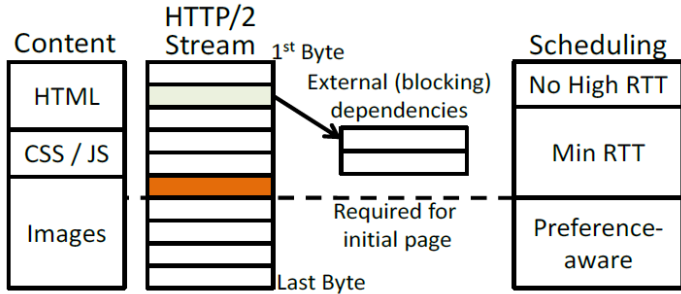 Content
HTML
CSS / JS
Images
HTTP/2
Stream
1st Byte
Last Byte
External (blocking)
dependencies
Required for
initial page
Scheduling
No High RTT
Min RTT
Preference-
aware